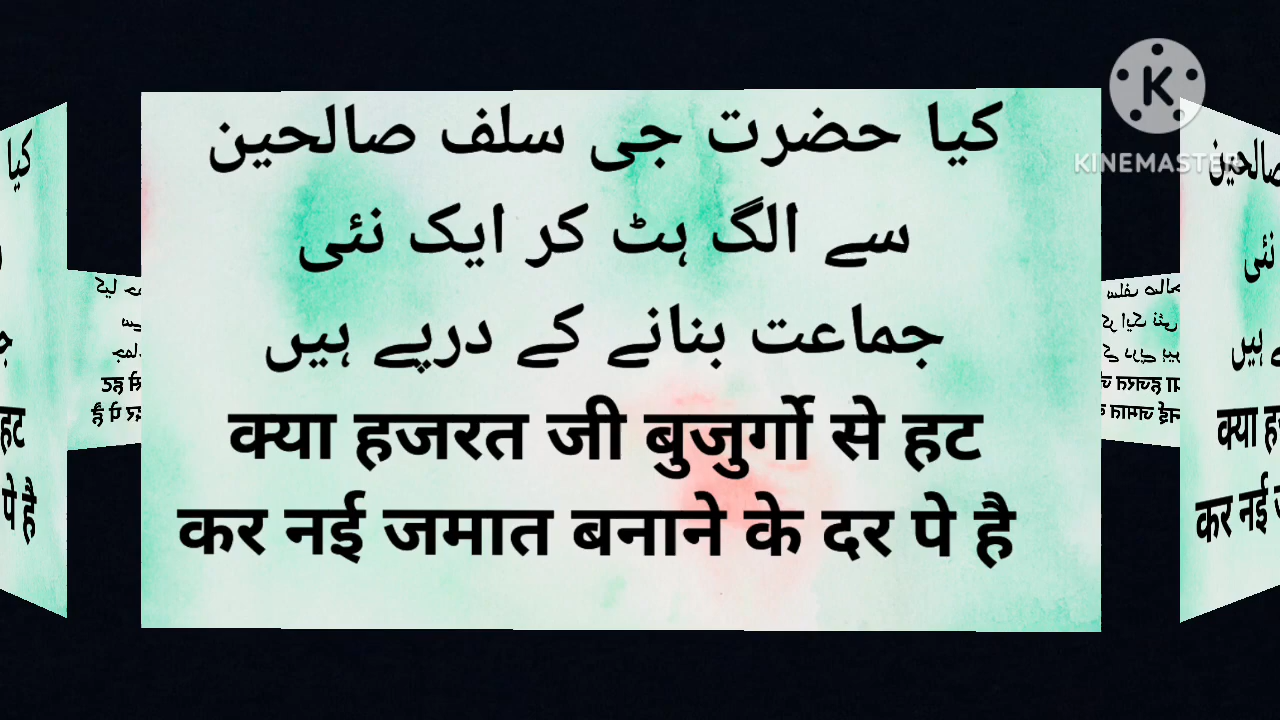 کیا حضرت جی سلف صالحین
سے الگ ہٹ کر ایک نئی
جماعت بنانے کے درپے ہیں
क्या हजरत जी बुजुर्गो से हट
कर नई जमात बनाने के दर पे है
KINEMASTER